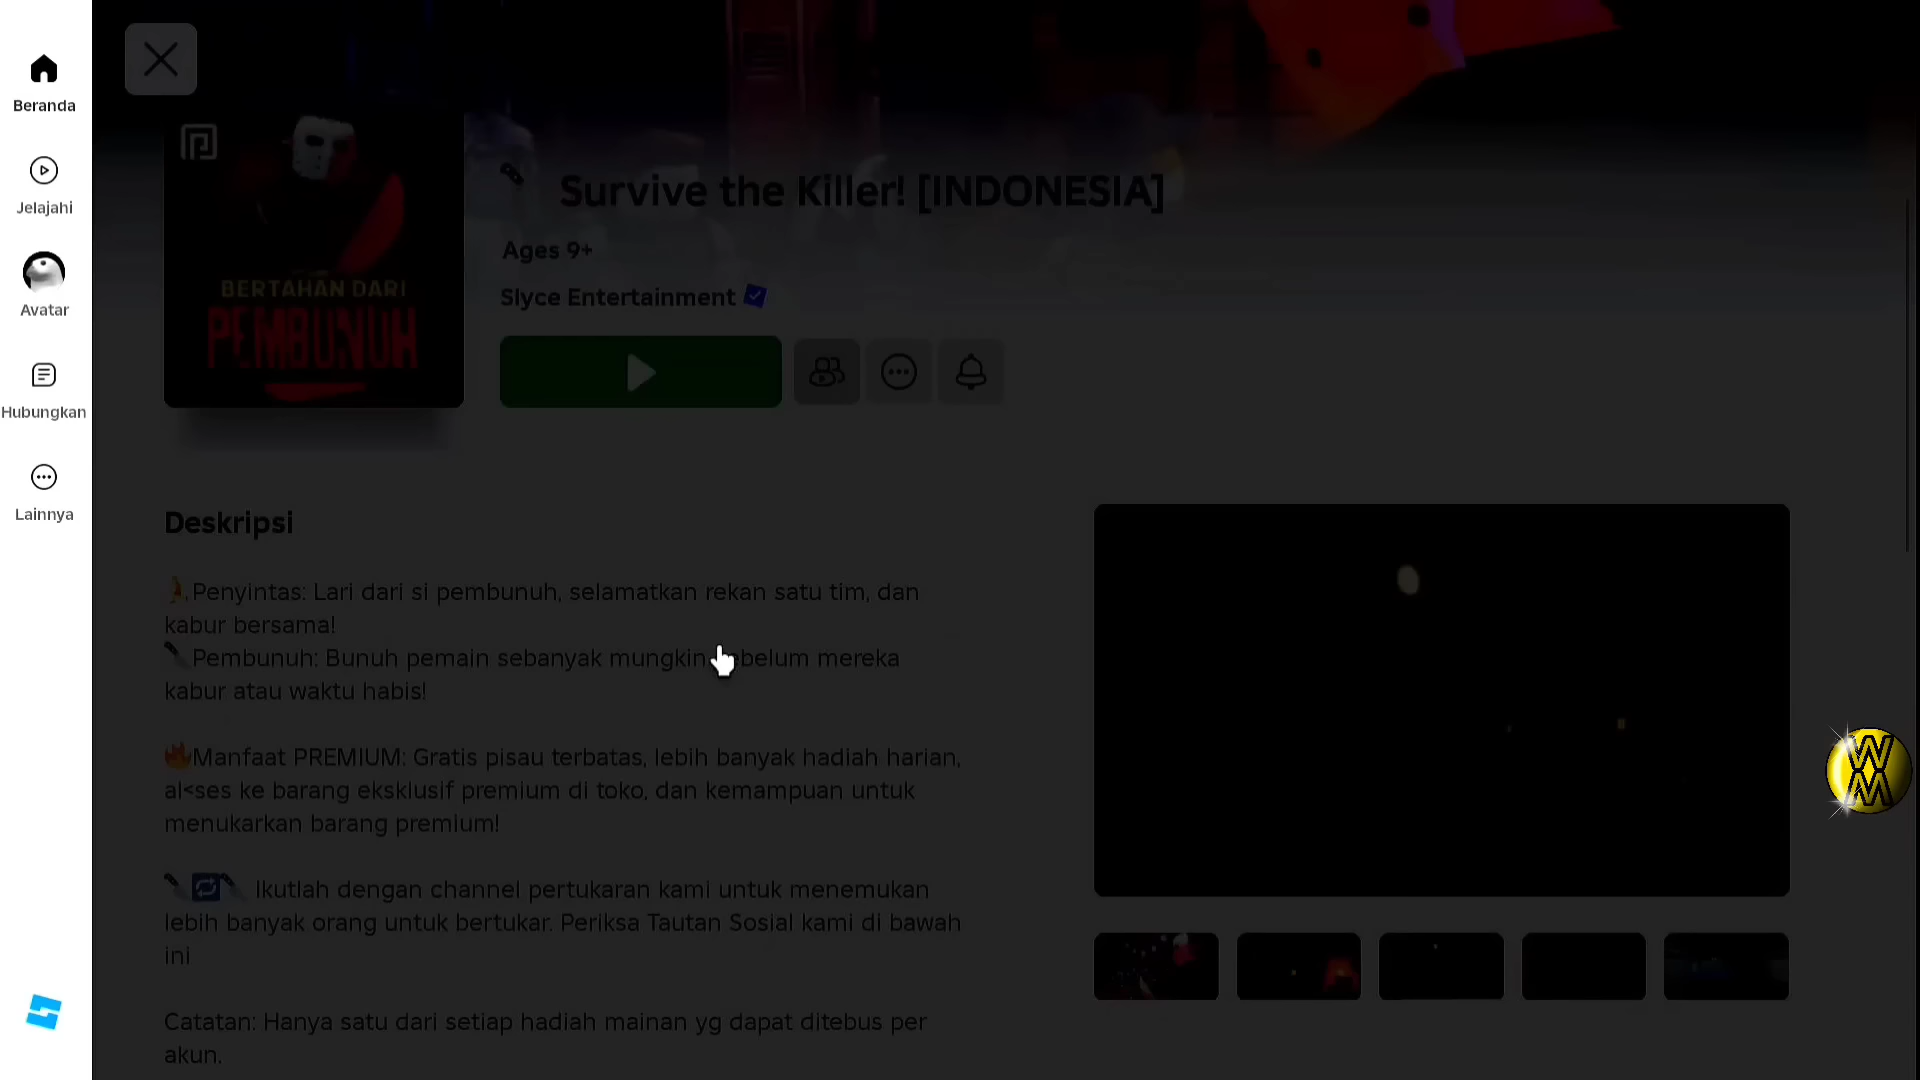 Beranda
Jelajahi
Avatar
Hubungkan
Lainnya
BERTAHAN DARI
PEMBUNUH
Survive the Killer! [INDONESIA]
Ages 9+
Slyce Entertainment
Deskripsi
🏃Penyintas: Lari dari si pembunuh, selamatkan rekan satu tim, dan
kabur bersama!
🔪Pembunuh: Bunuh pemain sebanyak mungkin sebelum mereka
kabur atau waktu habis!
🔥Manfaat PREMIUM: Gratis pisau terbatas, lebih banyak hadiah harian,
al<ses ke barang eksklusif premium di toko, dan kemampuan untuk
menukarkan barang premium!
🔪🔁🔪 Ikutlah dengan channel pertukaran kami untuk menemukan
lebih banyak orang untuk bertukar. Periksa Tautan Sosial kami di bawah
ini
Catatan: Hanya satu dari setiap hadiah mainan yg dapat ditebus per
akun.
WM